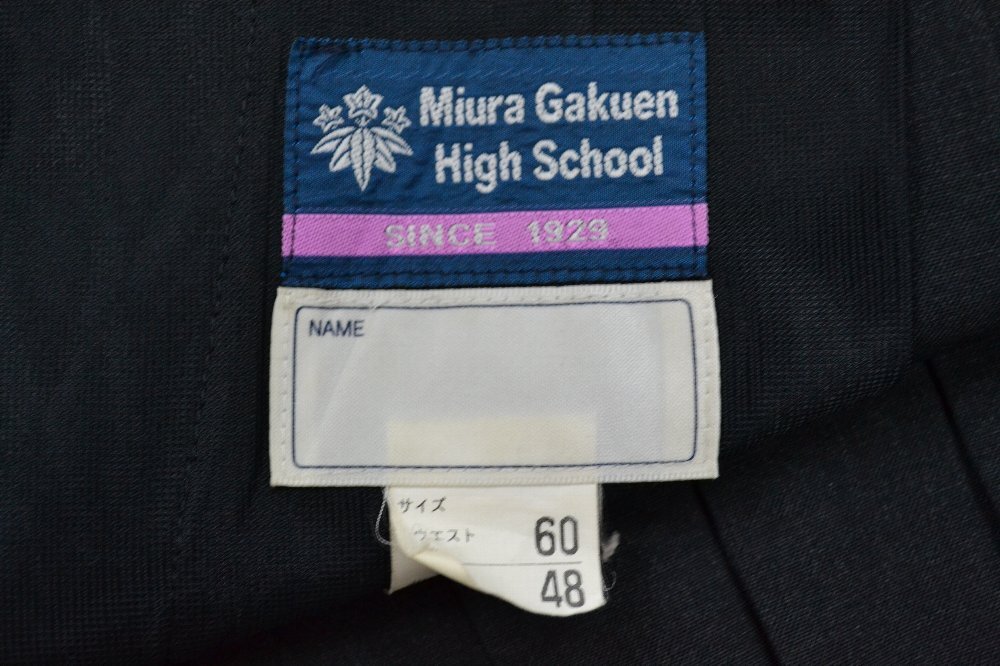 Miura Gakuen
High School
SINCE 1929
NAME
サイズ
ウエスト 60
48